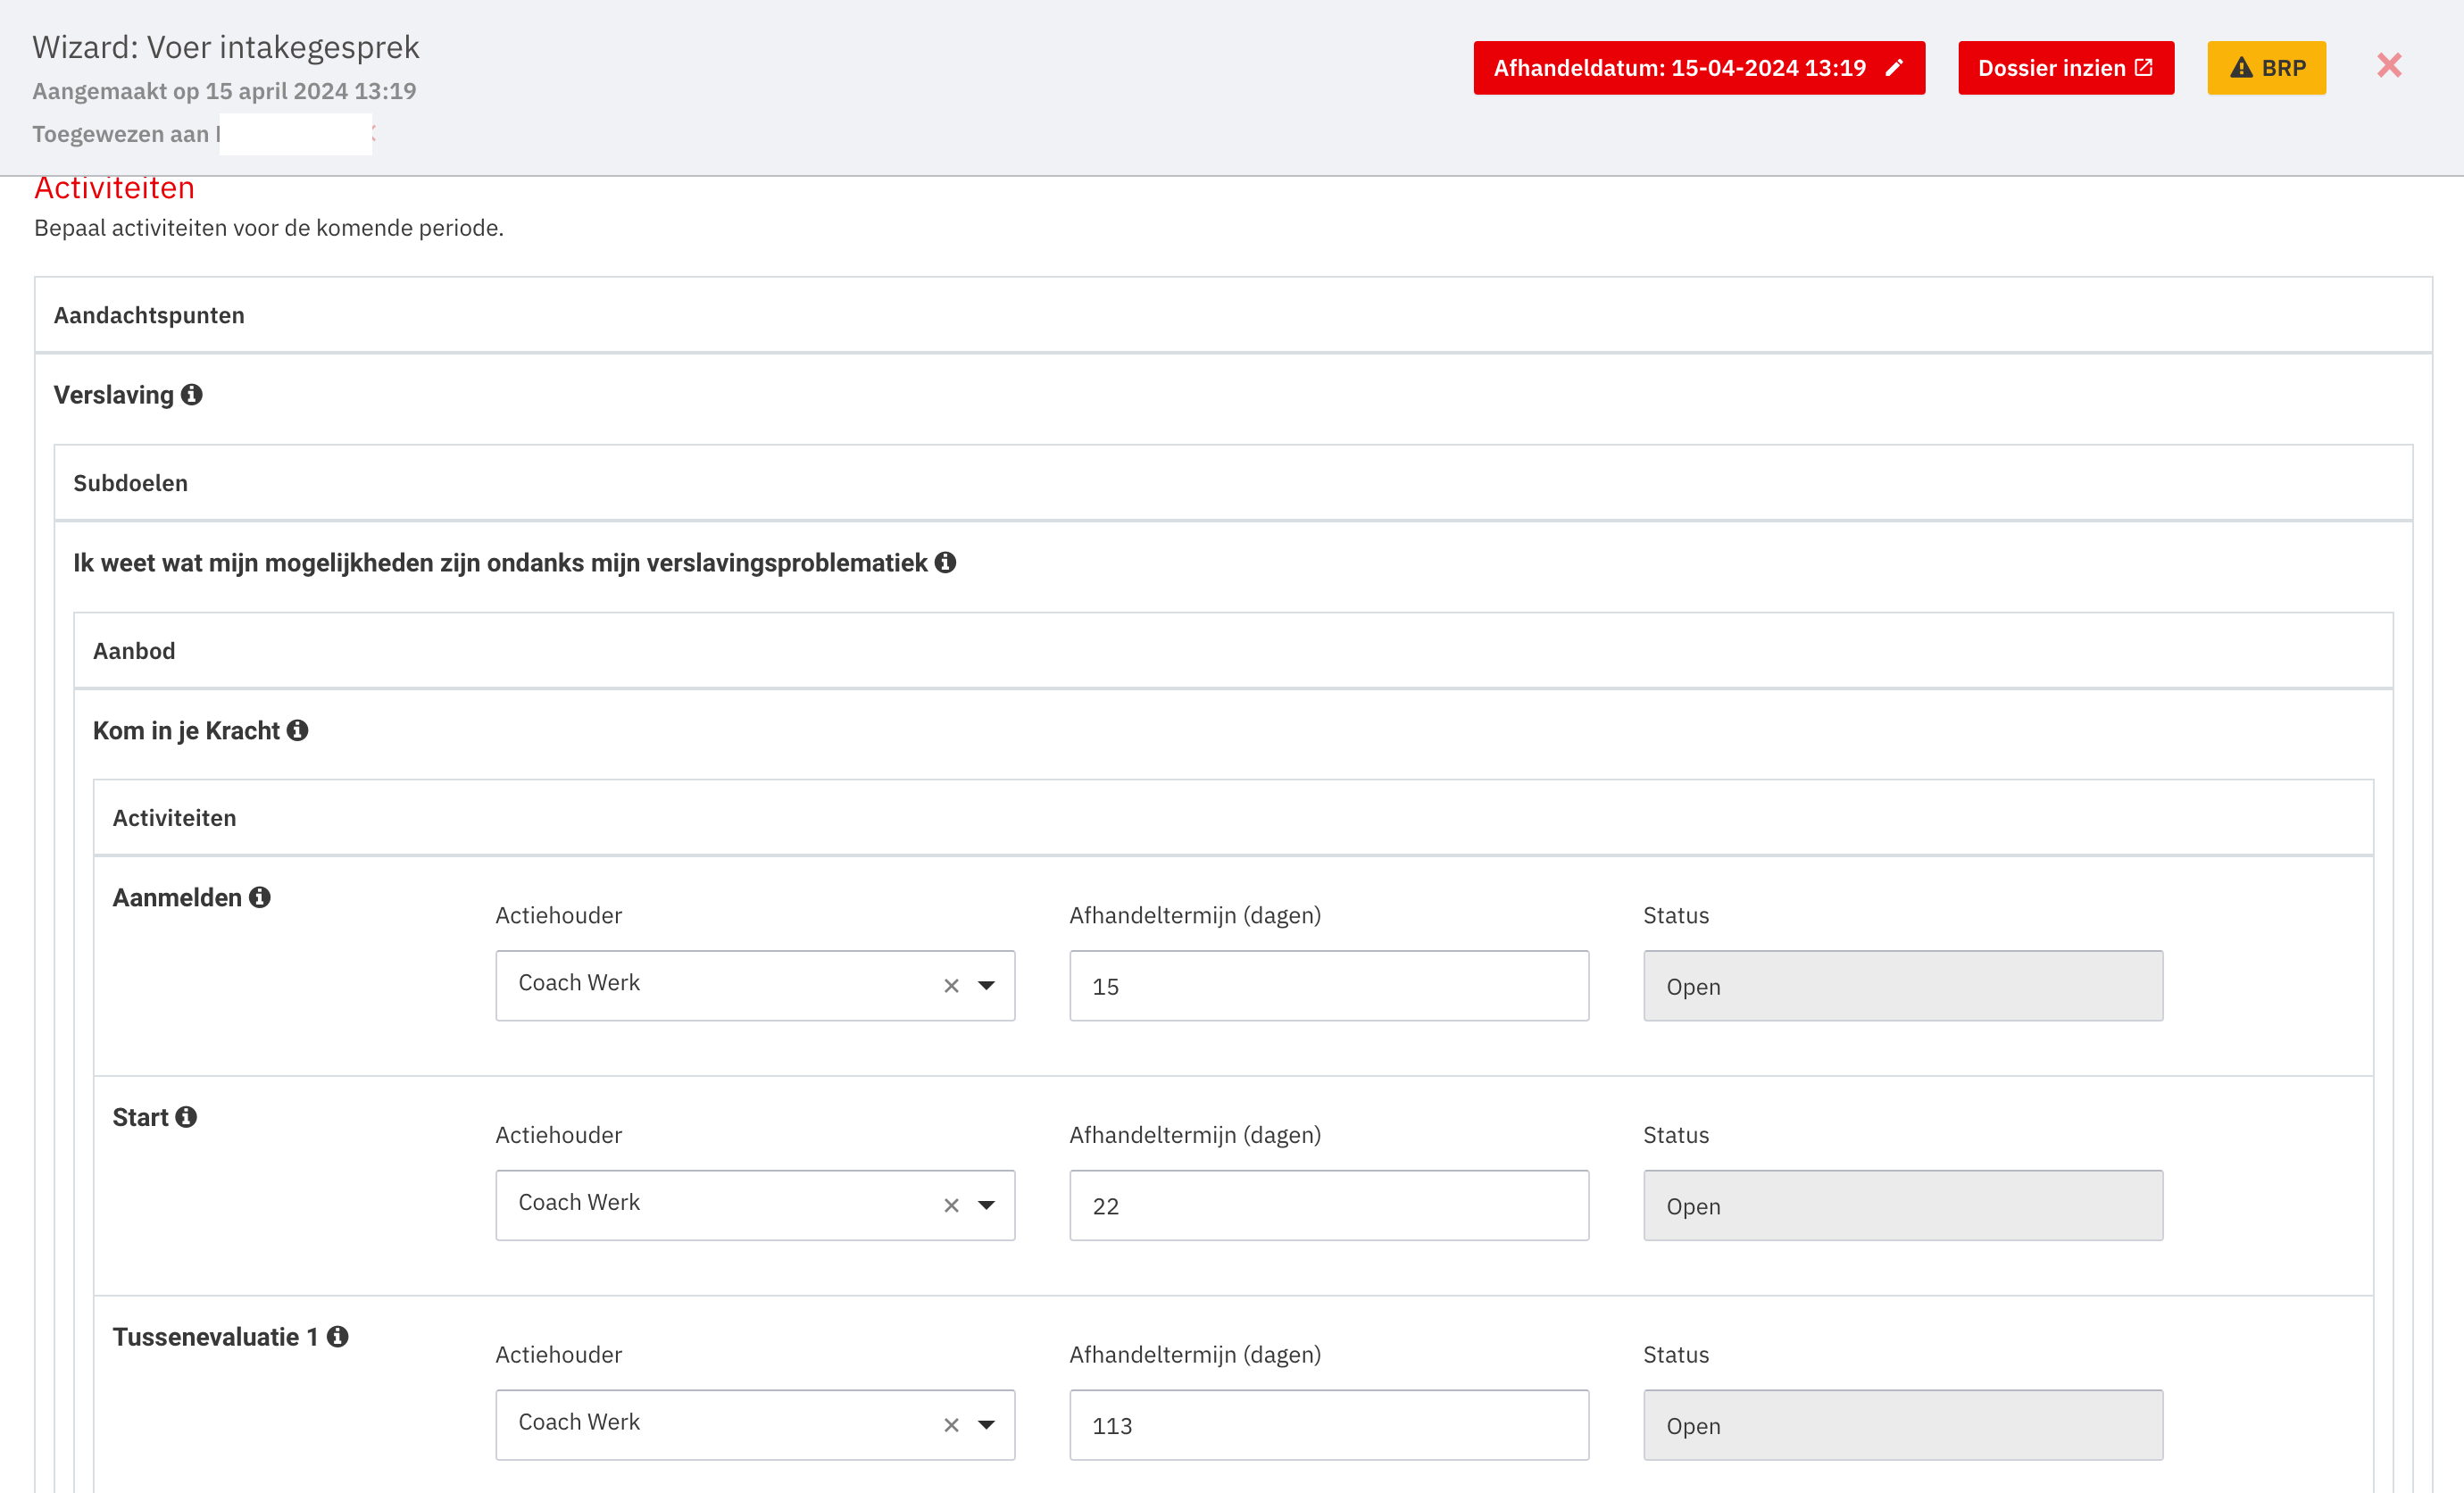 Wizard: Voer intakegesprek
Aangemaakt op 15 april 2024 13:19
Toegewezen aan
Afhandeldatum: 15-04-2024 13:19
Dossier inzien
BRP
Activiteiten
Bepaal activiteiten voor de komende periode.
Aandachtspunten
Verslaving
Subdoelen
Ik weet wat mijn mogelijkheden zijn ondanks mijn verslavingsproblematiek
Aanbod
Kom in je Kracht
Activiteiten
Aanmelden
Actiehouder Afhandeltermijn (dagen) Status
Coach Werk 15 Open
Start
Actiehouder Afhandeltermijn (dagen) Status
Coach Werk 22 Open
Tussenevaluatie 1
Actiehouder Afhandeltermijn (dagen) Status
Coach Werk 113 Open